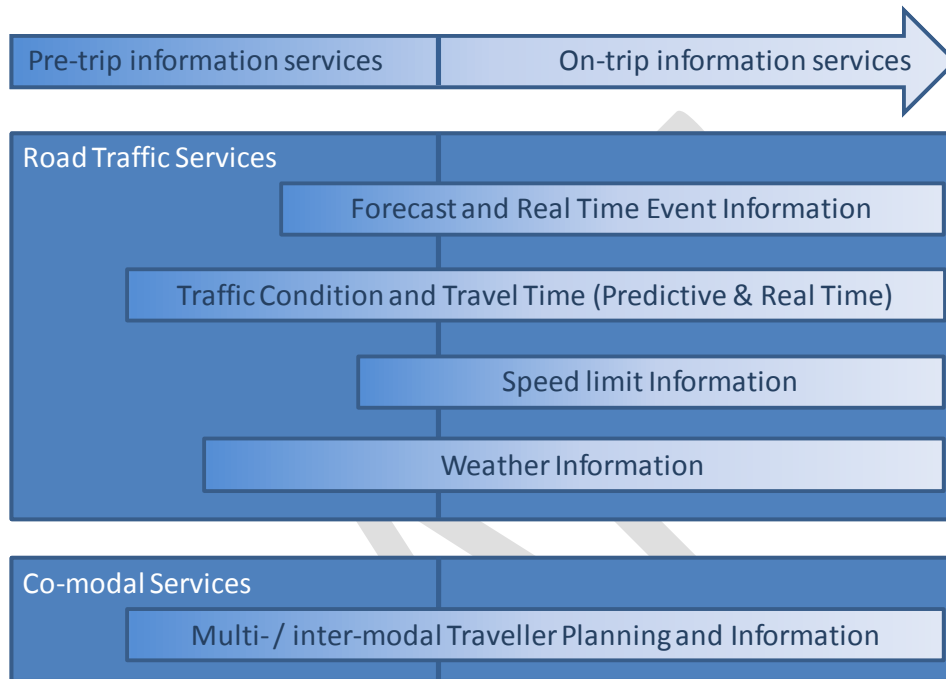 Pre-trip information services
On-trip information services
Road Traffic Services
Forecast and Real Time Event Information
Traffic Condition and Travel Time (Predictive & Real Time)
Speed limit Information
Weather Information
Co-modal Services
Multi- / inter-modal Traveller Planning and Information